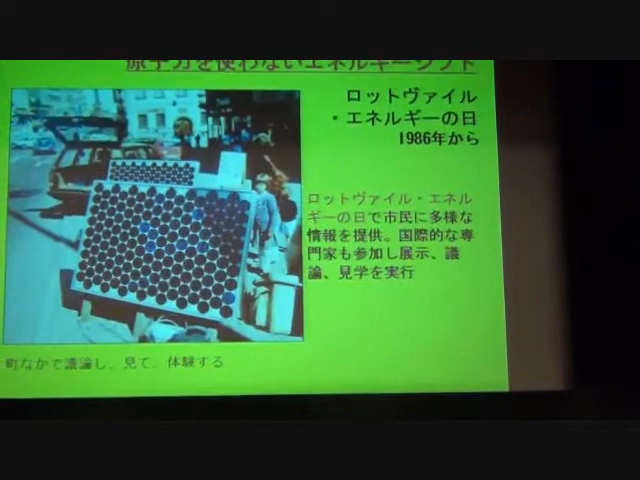 原子力を使わないエネルギーシフト
ロットヴァイル
・エネルギーの日
1986年から
ロットヴァイル・エネル
ギーの日で市民に多様な
情報を提供。国際的な専
門家も参加し展示、議
論、見学を実行
町なかで議論し、見て、体験する